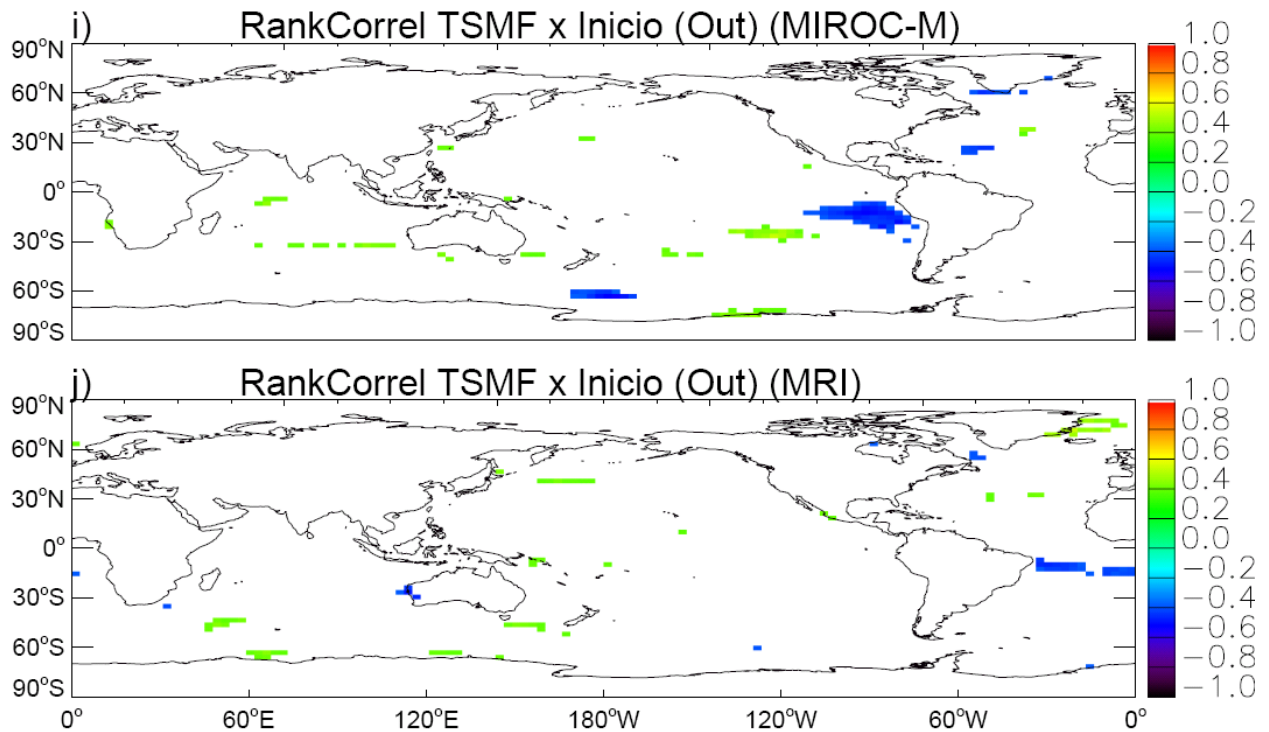 i) RankCorrel TSMF x Inicio (Out) (MIROC-M)
90°N
60°N
30°N
0°
30°S
60°S
90°S
1.0
0.8
0.6
0.4
0.2
0.0
-0.2
-0.4
-0.6
-0.8
-1.0
j) RankCorrel TSMF x Inicio (Out) (MRI)
90°N
60°N
30°N
0°
30°S
60°S
90°S
1.0
0.8
0.6
0.4
0.2
0.0
-0.2
-0.4
-0.6
-0.8
-1.0
0° 60°E 120°E 180°W 120°W 60°W 0°